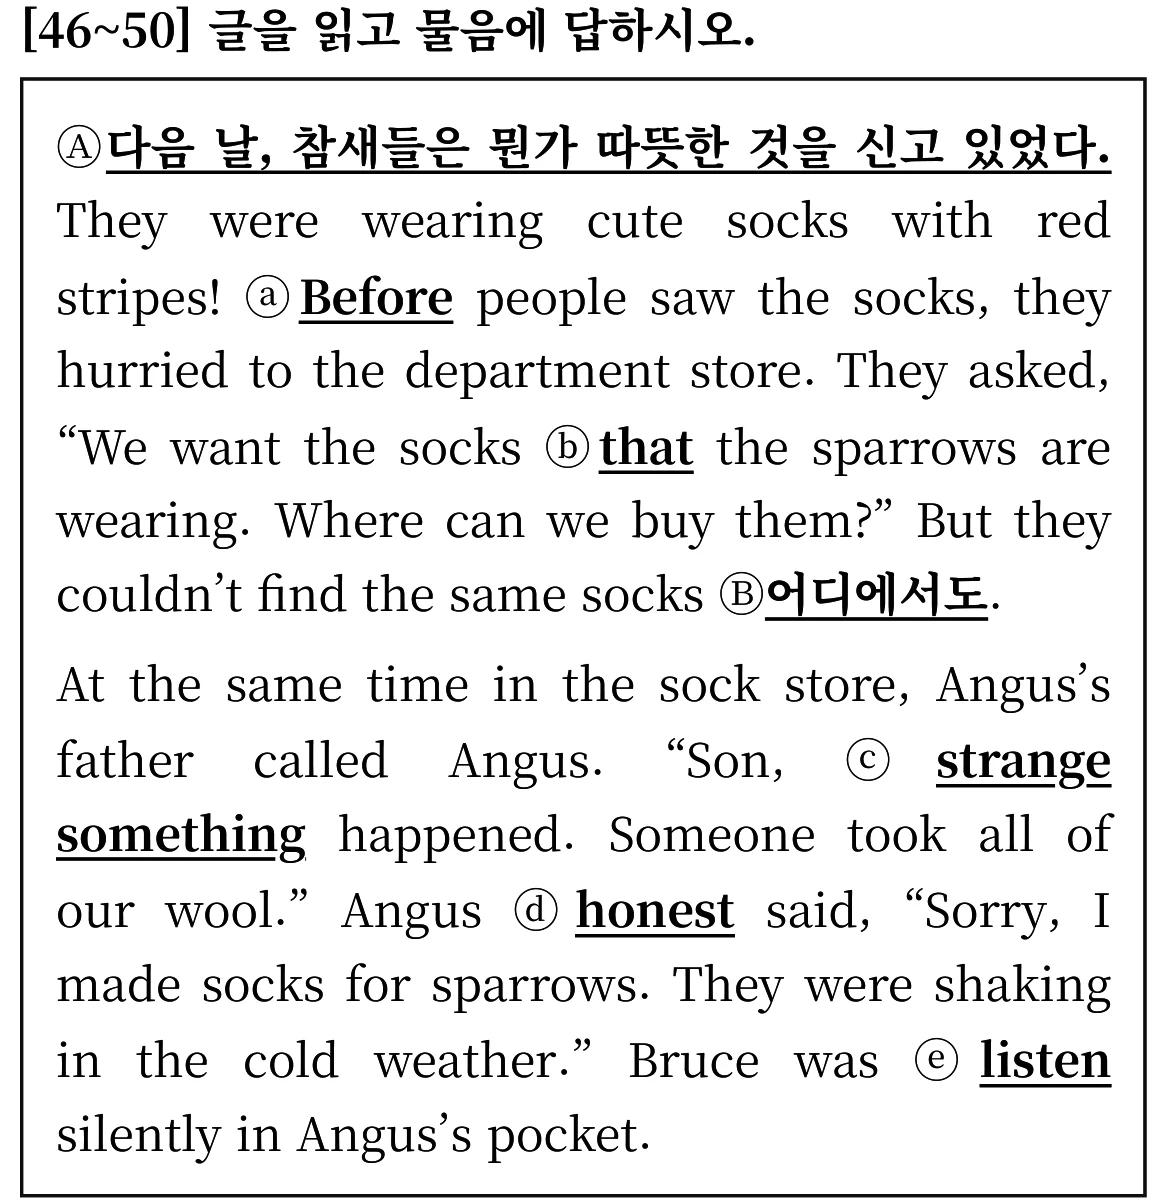 [46~50] 글을 읽고 물음에 답하시오.
Ⓐ다음 날, 참새들은 뭔가 따뜻한 것을 신고 있었다.
They were wearing cute socks with red
stripes! ⓐ Before people saw the socks, they
hurried to the department store. They asked,
“We want the socks ⓑ that the sparrows are
wearing. Where can we buy them?” But they
couldn’t find the same socks Ⓑ어디에서도.
At the same time in the sock store, Angus’s
father called Angus. “Son, ⓒ strange
something happened. Someone took all of
our wool.” Angus ⓓ honest said, “Sorry, I
made socks for sparrows. They were shaking
in the cold weather.” Bruce was ⓔ listen
silently in Angus’s pocket.